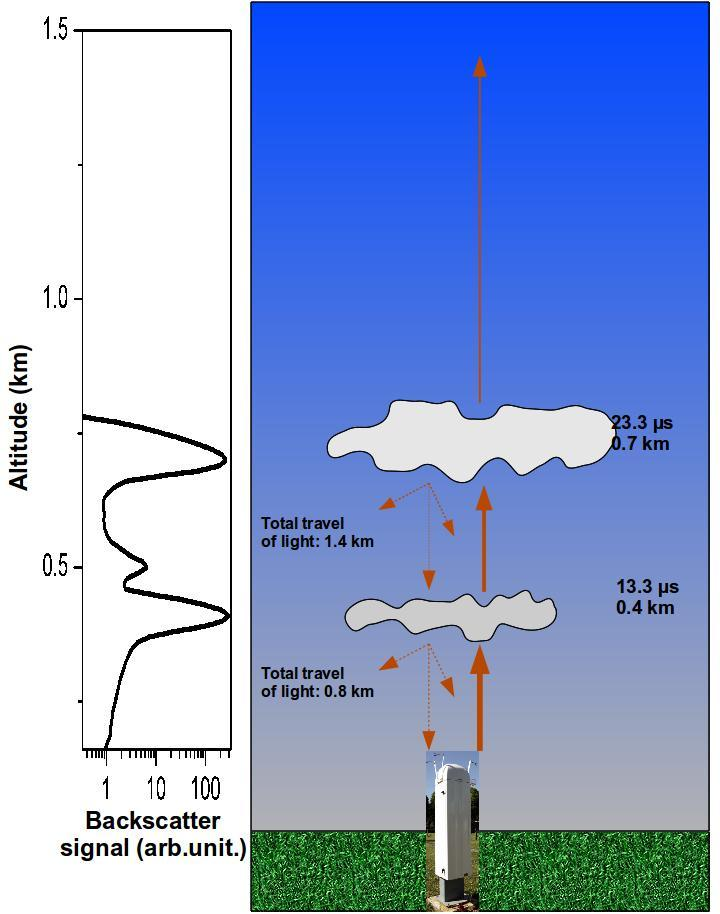 1.5
1.0
0.5
Altitude (km)
1 10 100
Backscatter
signal (arb.unit.)
23.3 µs
0.7 km
Total travel
of light: 1.4 km
13.3 µs
0.4 km
Total travel
of light: 0.8 km